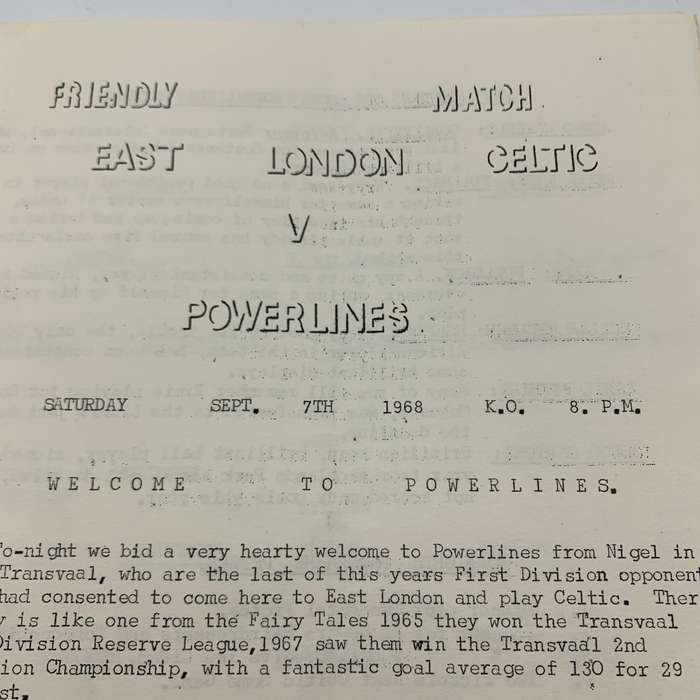 FRIENDLY MATCH
EAST LONDON CELTIC
V
POWERLINES
SATURDAY SEPT. 7TH 1968 K.O. 8. P.M.
WELCOME TO POWERLINES.
To-night we bid a very hearty welcome to Powerlines from Nigel in
Transvaal, who are the last of this years First Division opponent
had consented to come here to East London and play Celtic. Ther
y is like one from the Fairy Tales 1965 they won the Transvaal
Division Reserve League,1967 saw them win the Transvaal 2nd
ion Championship, with a fantastic goal average of 130 for 29
st.